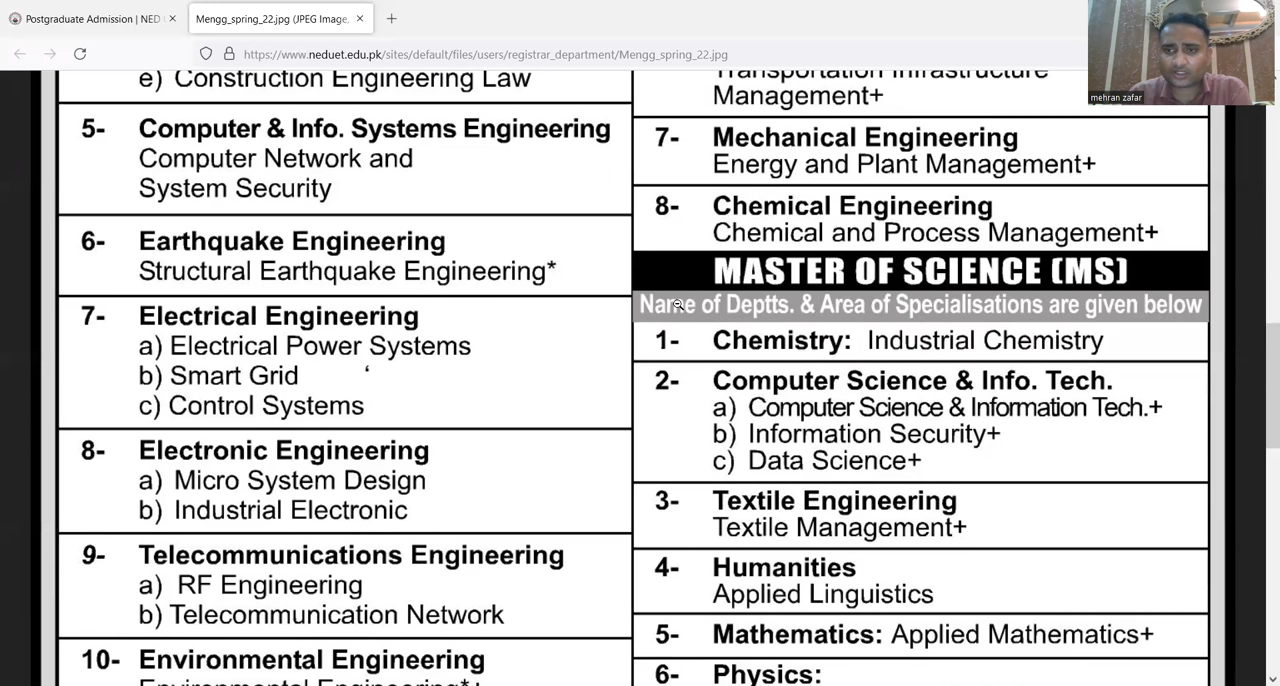 Postgraduate Admission | NED
Mengg_spring_22.jpg (JPEG Image,
https://www.neduet.edu.pk/sites/default/files/users/registrar_department/Mengg_spring_22.jpg
mehran zafar
e) Construction Engineering Law
5- Computer & Info. Systems Engineering
Computer Network and
System Security
6- Earthquake Engineering
Structural Earthquake Engineering*
7- Electrical Engineering
a) Electrical Power Systems
b) Smart Grid
c) Control Systems
8- Electronic Engineering
a) Micro System Design
b) Industrial Electronic
9- Telecommunications Engineering
a) RF Engineering
b) Telecommunication Network
10- Environmental Engineering
Environmental Engineering*+
Transportation Infrastructure
Management+
7- Mechanical Engineering
Energy and Plant Management+
8- Chemical Engineering
Chemical and Process Management+
MASTER OF SCIENCE (MS)
Name of Deptts. & Area of Specialisations are given below
1- Chemistry: Industrial Chemistry
2- Computer Science & Info. Tech.
a) Computer Science & Information Tech.+
b) Information Security+
c) Data Science+
3- Textile Engineering
Textile Management+
4- Humanities
Applied Linguistics
5- Mathematics: Applied Mathematics+
6- Physics: